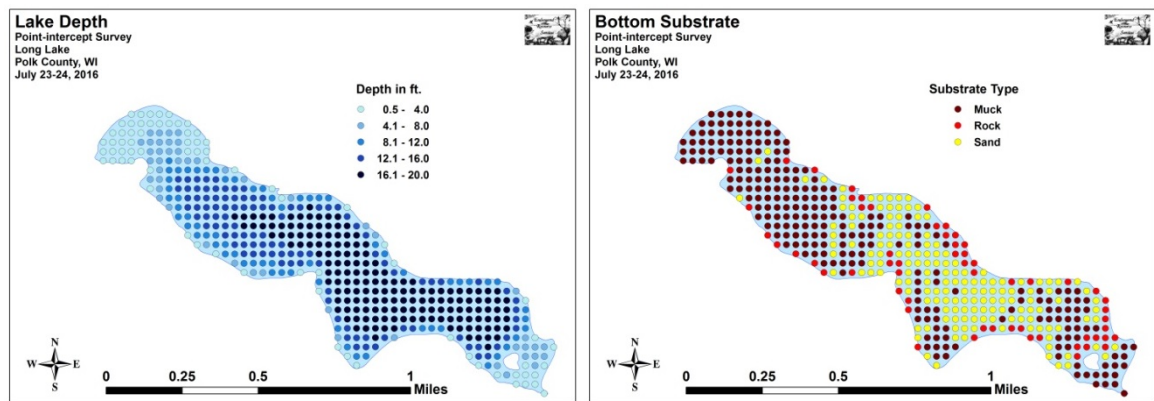 Lake Depth
Point-intercept Survey
Long Lake
Polk County, WI
July 23-24, 2016
Depth in ft.
0.5 - 4.0
4.1 - 8.0
8.1 - 12.0
12.1 - 16.0
16.1 - 20.0
N
W E
S
0 0.25 0.5 1
Miles
Bottom Substrate
Point-intercept Survey
Long Lake
Polk County, WI
July 23-24, 2016
Substrate Type
Muck
Rock
Sand
N
W E
S
0 0.25 0.5 1
Miles